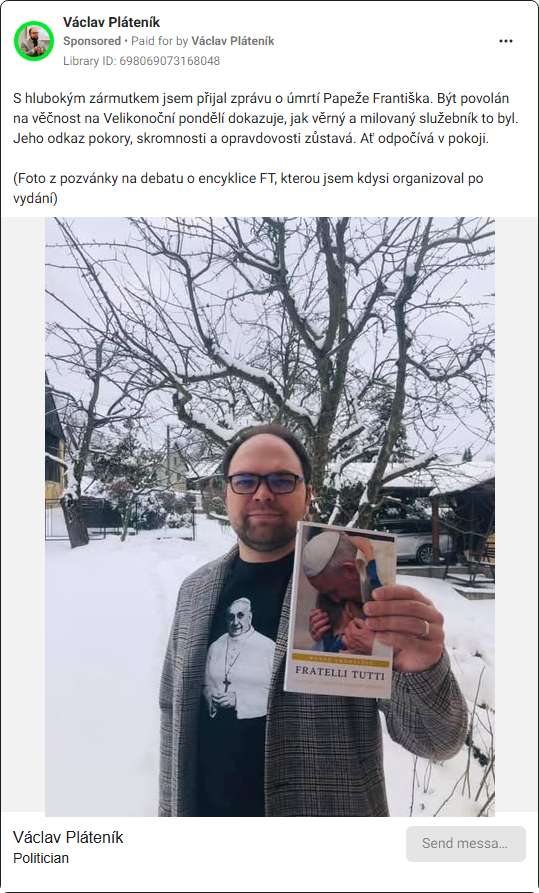 Václav Pláteník
Sponsored • Paid for by Václav Pláteník
Library ID: 698069073168048
S hlubokým zármutkem jsem přijal zprávu o úmrtí Papeže Františka. Být povolán
na věčnost na Velikonoční pondělí dokazuje, jak věrný a milovaný služebník to byl.
Jeho odkaz pokory, skromnosti a opravdovosti zůstává. Ať odpočívá v pokoji.
(Foto z pozvánky na debatu o encyklice FT, kterou jsem kdysi organizoval po
vydání)
FRATELLI TUTTI
Václav Pláteník
Politician
Send messa...